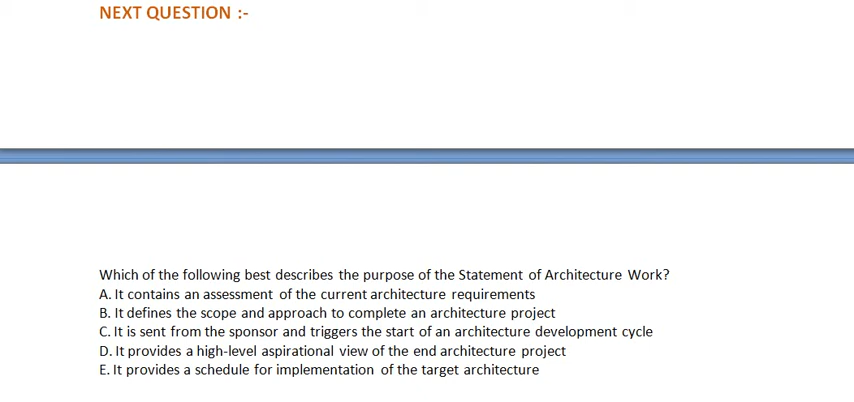 NEXT QUESTION :-
Which of the following best describes the purpose of the Statement of Architecture Work?
A. It contains an assessment of the current architecture requirements
B. It defines the scope and approach to complete an architecture project
C. It is sent from the sponsor and triggers the start of an architecture development cycle
D. It provides a high-level aspirational view of the end architecture project
E. It provides a schedule for implementation of the target architecture